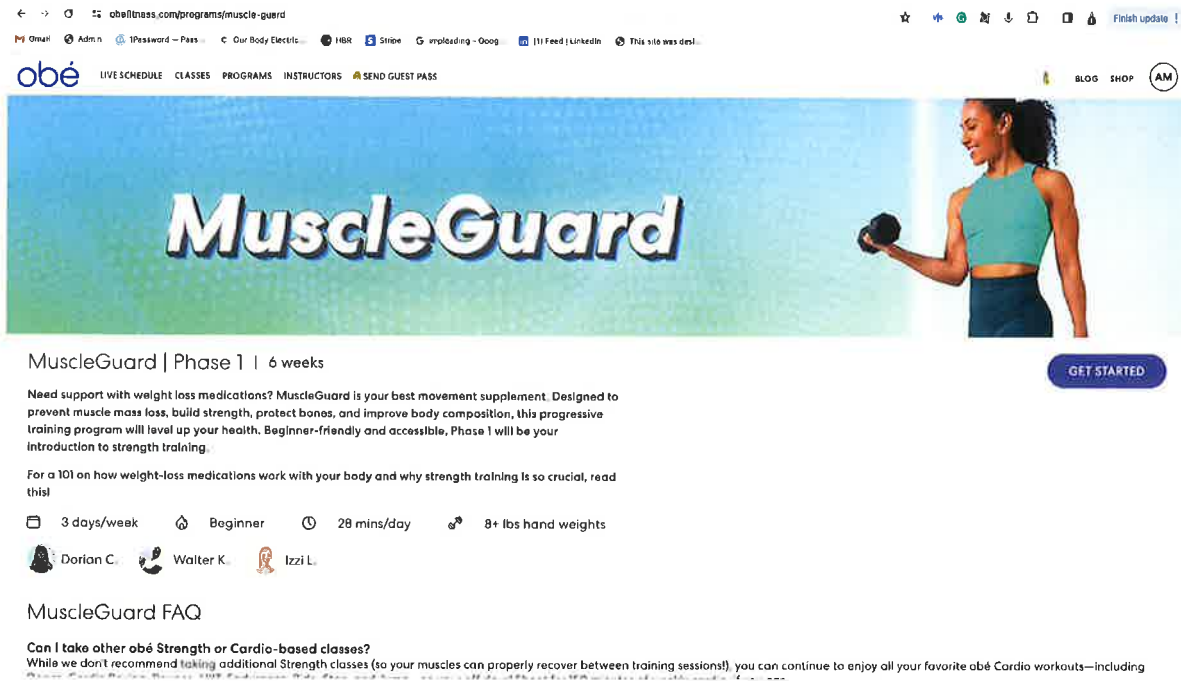 obefitness.com/programs/muscle-guard
Finish update
Gmail Admin 1Password – Pass... Our Body Electric... HBR Stripe imploading - Goog... (1) Feed | LinkedIn This site was desi...
obé LIVE SCHEDULE CLASSES PROGRAMS INSTRUCTORS SEND GUEST PASS BLOG SHOP AM
MuscleGuard
MuscleGuard | Phase 1 | 6 weeks
GET STARTED
Need support with weight loss medications? MuscleGuard is your best movement supplement. Designed to
prevent muscle mass loss, build strength, protect bones, and improve body composition, this progressive
training program will level up your health. Beginner-friendly and accessible, Phase 1 will be your
introduction to strength training.
For a 101 on how weight-loss medications work with your body and why strength training is so crucial, read
this!
3 days/week Beginner 28 mins/day 8+ lbs hand weights
Dorian C. Walter K. Izzi L.
MuscleGuard FAQ
Can I take other obé Strength or Cardio-based classes?
While we don't recommend taking additional Strength classes (so your muscles can properly recover between training sessions!), you can continue to enjoy all your favorite obé Cardio workouts—including